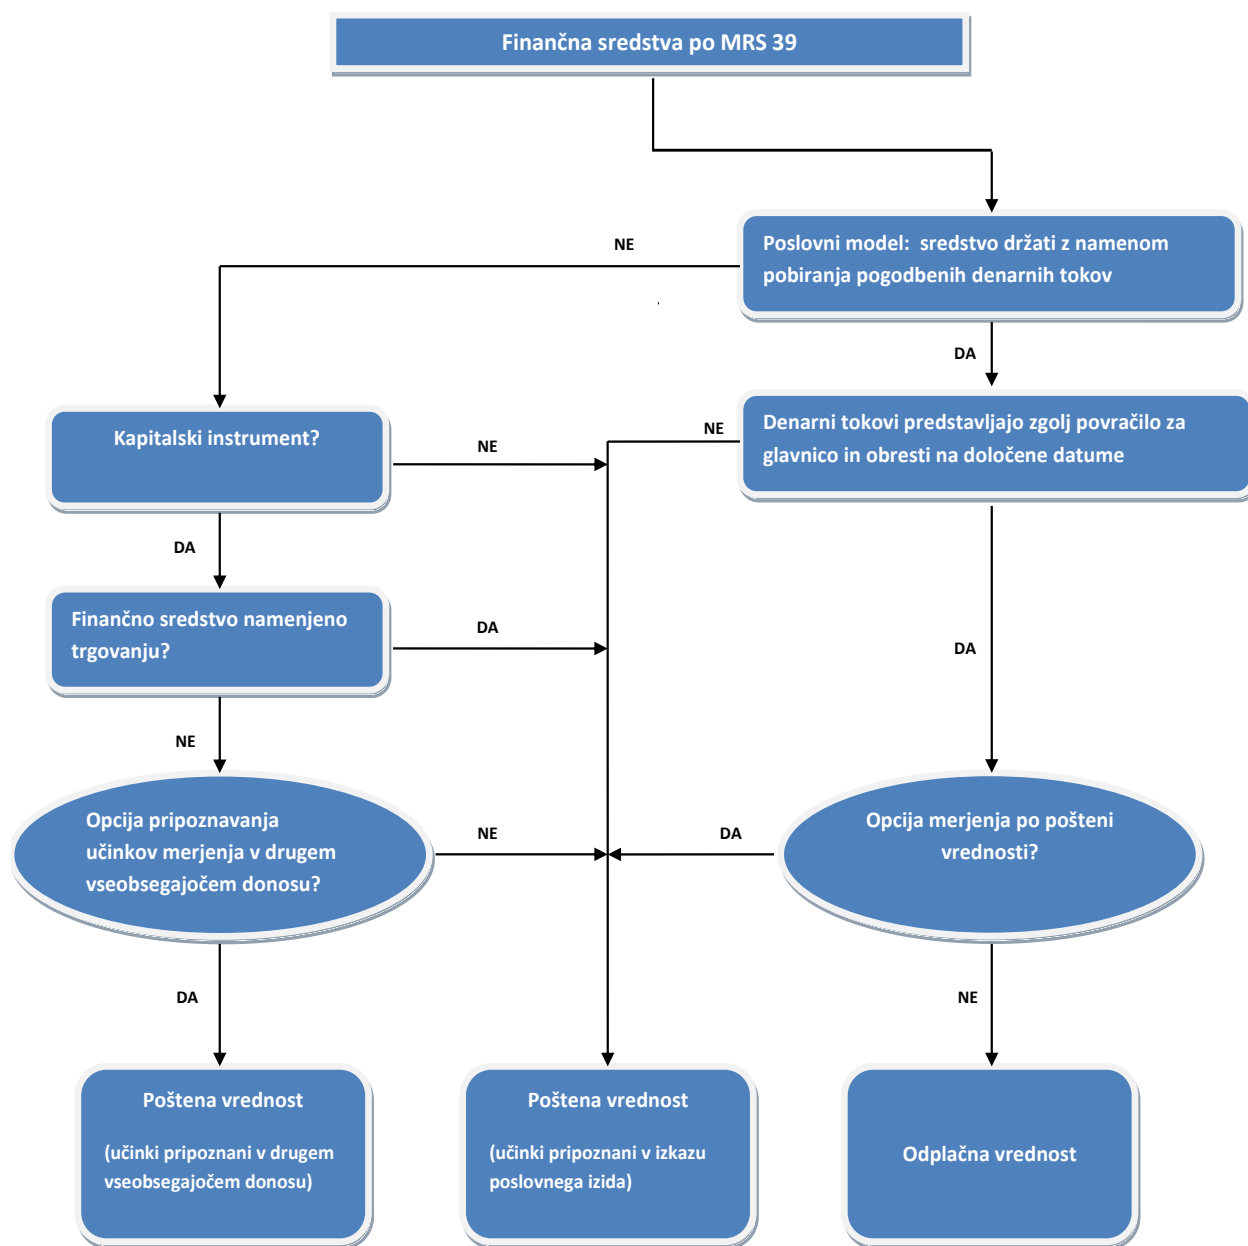 Finančna sredstva po MRS 39
NE
Poslovni model:  sredstvo držati z namenom
pobiranja pogodbenih denarnih tokov
DA
Kapitalski instrument?
NE
NE
Denarni tokovi predstavljajo zgolj povračilo za
glavnico in obresti na določene datume
DA
Finančno sredstvo namenjeno
trgovanju?
DA
DA
NE
Opcija pripoznavanja
učinkov merjenja v drugem
vseobsegajočem donosu?
NE
DA
Opcija merjenja po pošteni
vrednosti?
DA
NE
Poštena vrednost
(učinki pripoznani v drugem
vseobsegajočem donosu)
Poštena vrednost
(učinki pripoznani v izkazu
poslovnega izida)
Odplačna vrednost